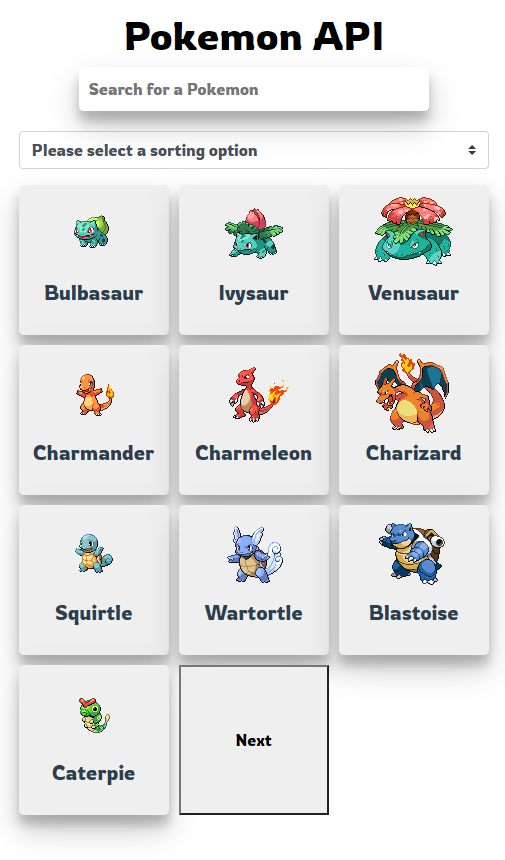 Pokemon API
Search for a Pokemon
Please select a sorting option
Bulbasaur
Ivysaur
Venusaur
Charmander
Charmeleon
Charizard
Squirtle
Wartortle
Blastoise
Caterpie
Next